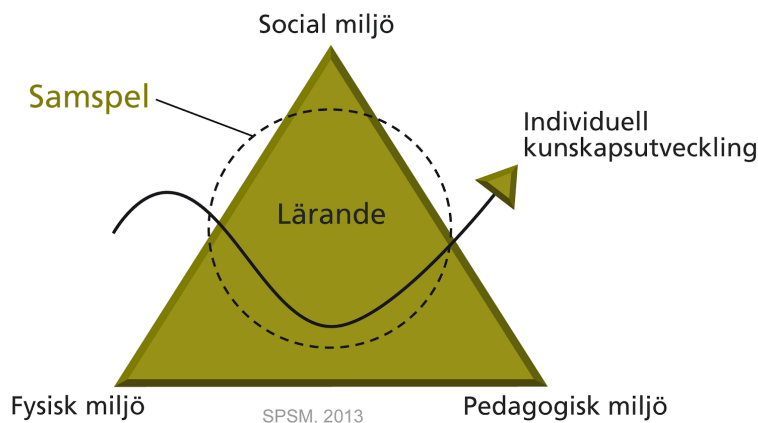 Social miljö
Samspel
Individuell
kunskapsutveckling
Lärande
Fysisk miljö
SPSM. 2013
Pedagogisk miljö